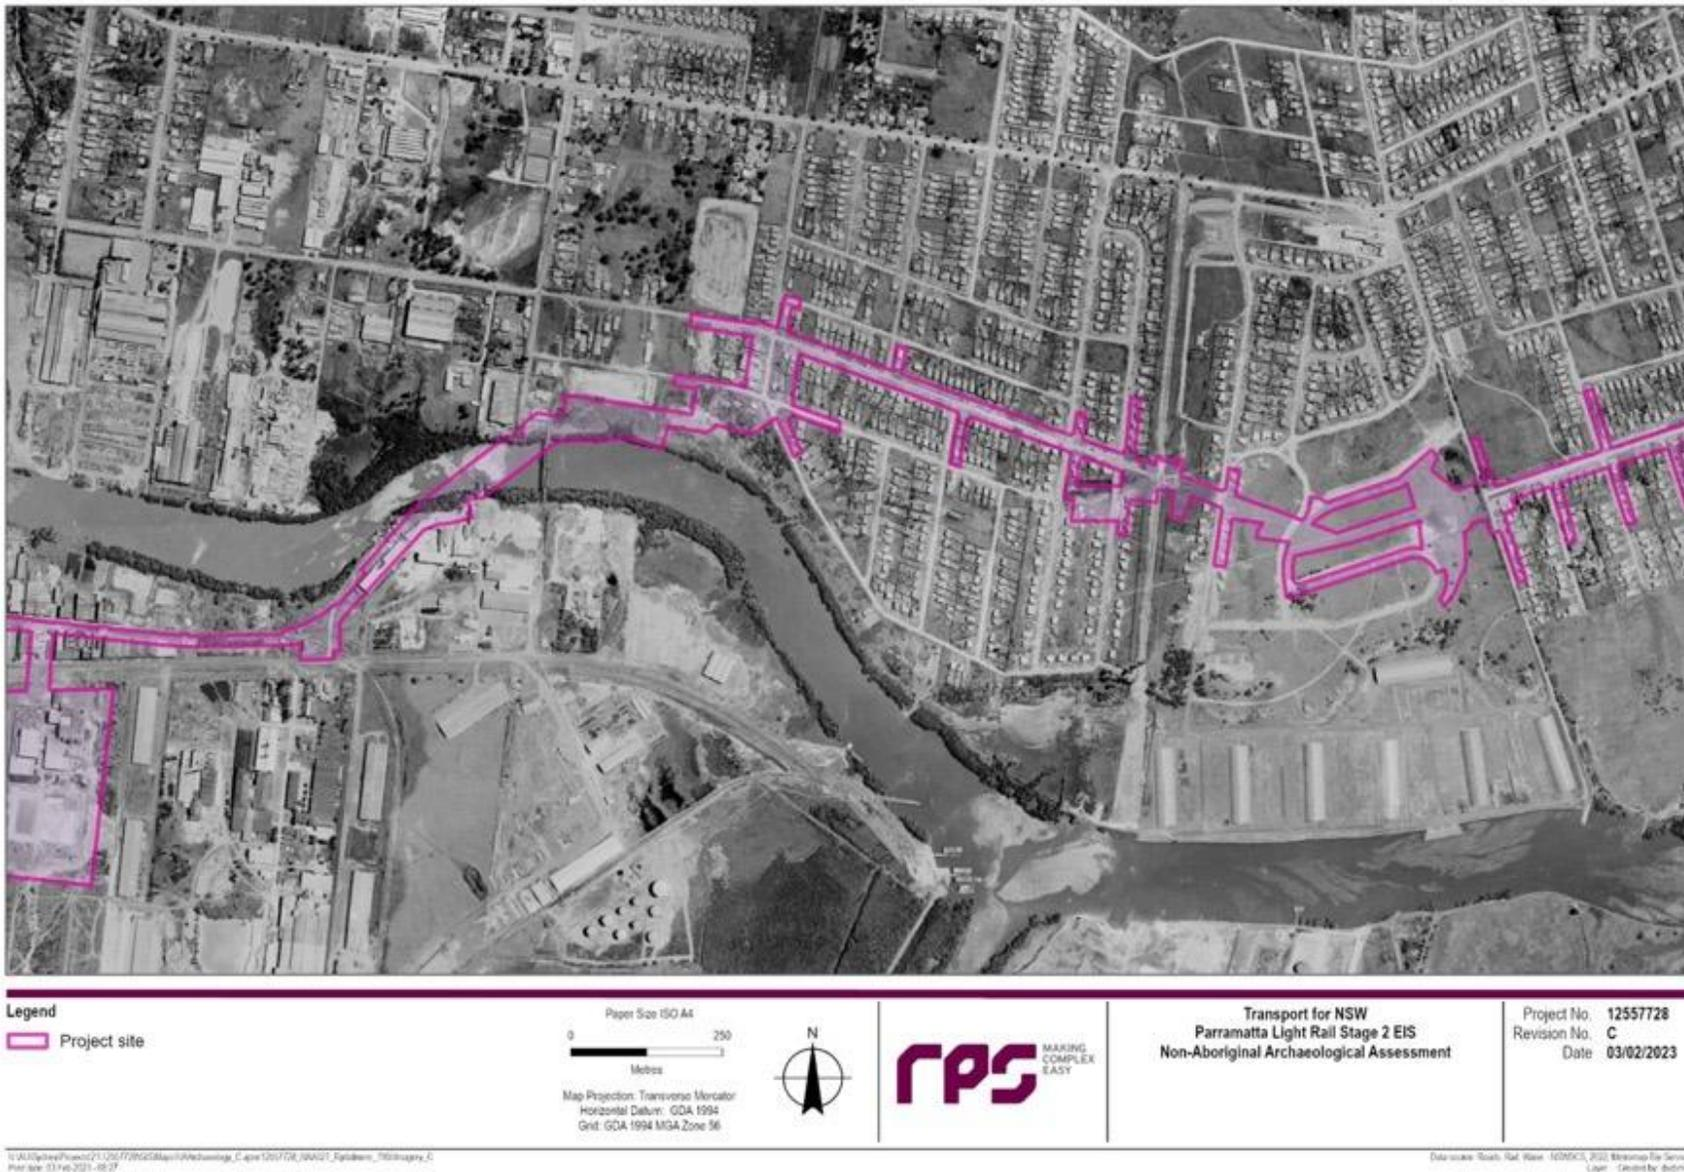 Legend
Project site
Paper Size ISO A4
0 250
Metres
Map Projection: Transverse Mercator
Horizontal Datum: GDA 1994
Grid: GDA 1994 MGA Zone 56
N
rps
MAKING
COMPLEX
EASY
Transport for NSW
Parramatta Light Rail Stage 2 EIS
Non-Aboriginal Archaeological Assessment
Project No. 12557728
Revision No. C
Date 03/02/2023